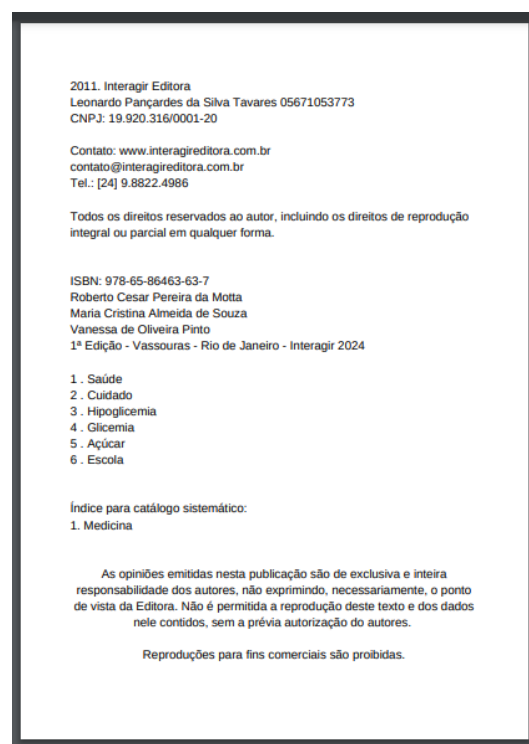 2011. Interagir Editora
Leonardo Pançardes da Silva Tavares 05671053773
CNPJ: 19.920.316/0001-20
Contato: www.interagireditora.com.br
contato@interagireditora.com.br
Tel.: [24] 9.8822.4986
Todos os direitos reservados ao autor, incluindo os direitos de reprodução
integral ou parcial em qualquer forma.
ISBN: 978-65-86463-63-7
Roberto Cesar Pereira da Motta
Maria Cristina Almeida de Souza
Vanessa de Oliveira Pinto
1ª Edição - Vassouras - Rio de Janeiro - Interagir 2024
1 . Saúde
2 . Cuidado
3 . Hipoglicemia
4 . Glicemia
5 . Açúcar
6 . Escola
Índice para catálogo sistemático:
1. Medicina
As opiniões emitidas nesta publicação são de exclusiva e inteira
responsabilidade dos autores, não exprimindo, necessariamente, o ponto
de vista da Editora. Não é permitida a reprodução deste texto e dos dados
nele contidos, sem a prévia autorização do autores.
Reproduções para fins comerciais são proibidas.